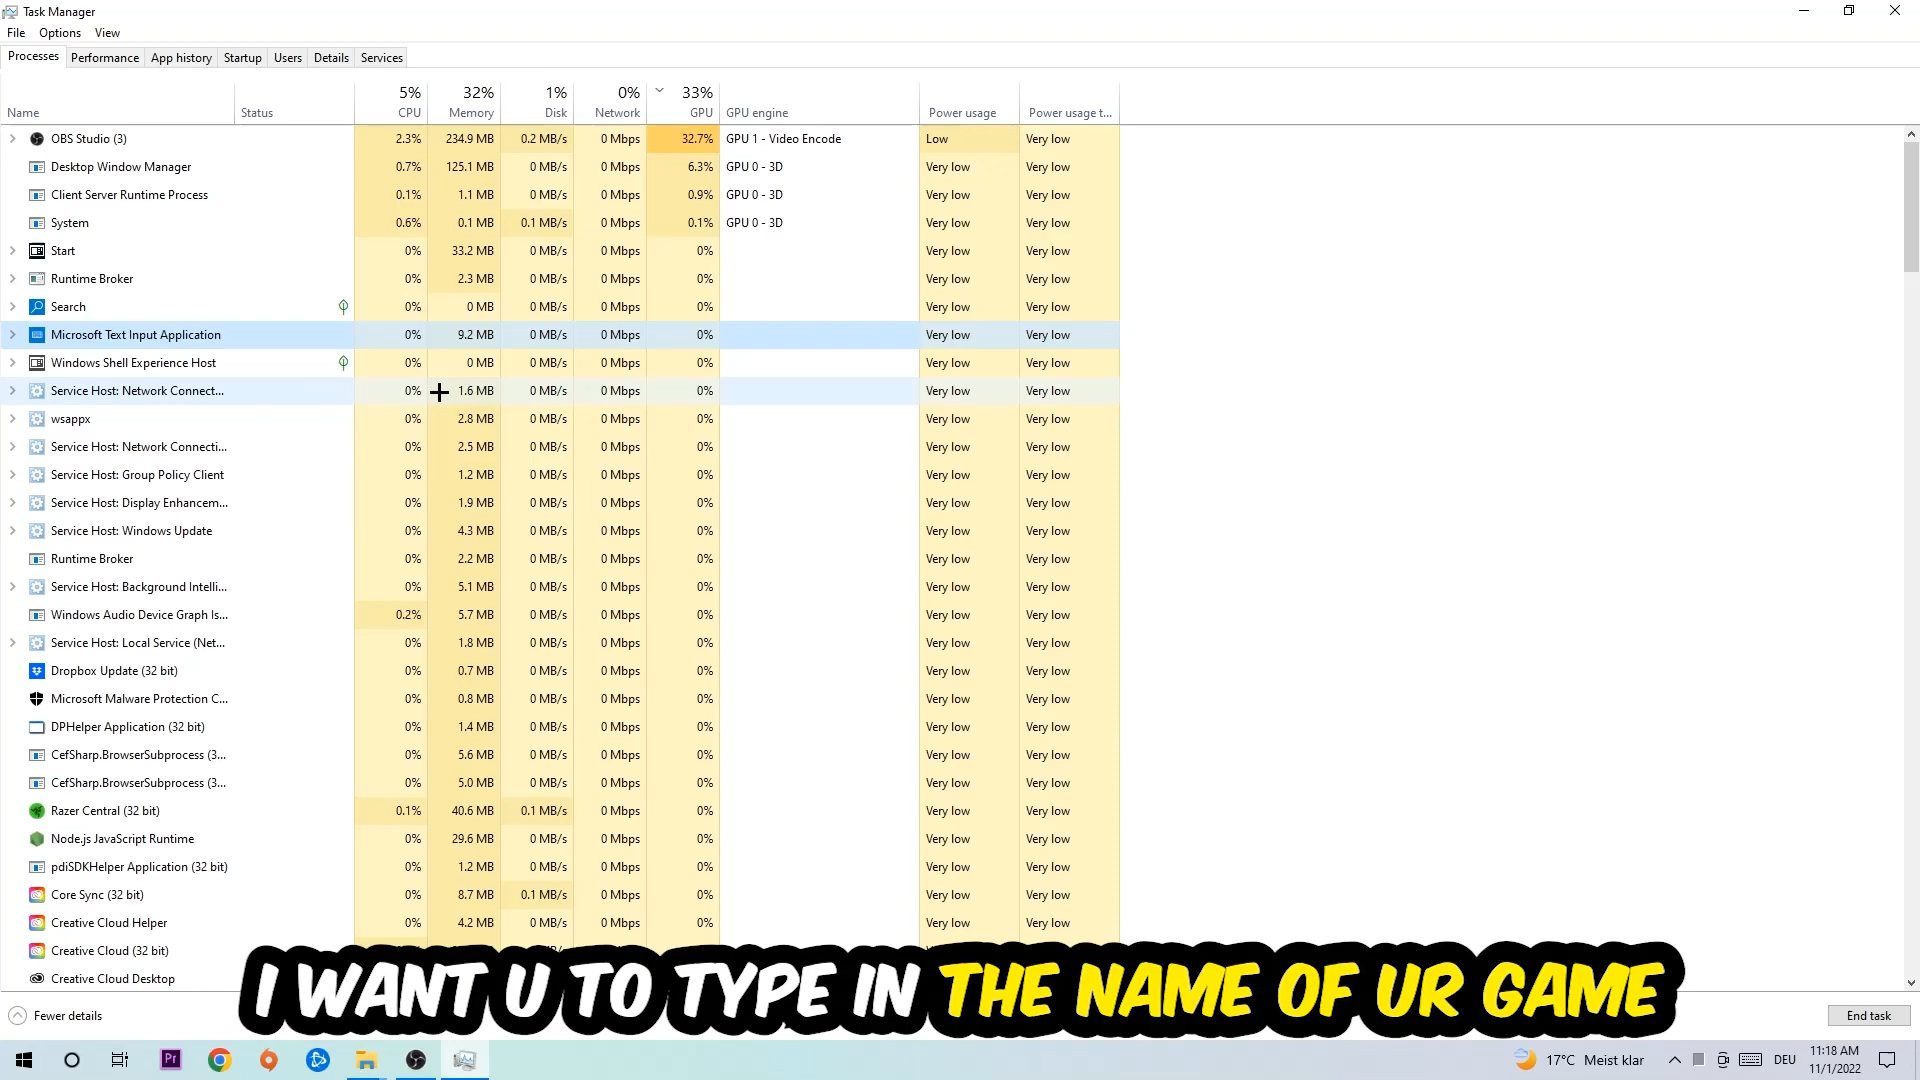 Task Manager
File Options View
Processes Performance App history Startup Users Details Services
5% 32% 1% 0% 33%
Name Status CPU Memory Disk Network GPU GPU engine Power usage Power usage t...
OBS Studio (3) 2.3% 234.9 MB 0.2 MB/s 0 Mbps 32.7% GPU 1 - Video Encode Low Very low
Desktop Window Manager 0.7% 125.1 MB 0 MB/s 0 Mbps 6.3% GPU 0 - 3D Very low Very low
Client Server Runtime Process 0.1% 1.1 MB 0 MB/s 0 Mbps 0.9% GPU 0 - 3D Very low Very low
System 0.6% 0.1 MB 0.1 MB/s 0 Mbps 0.1% GPU 0 - 3D Very low Very low
Start 0% 33.2 MB 0 MB/s 0 Mbps 0% Very low Very low
Runtime Broker 0% 2.3 MB 0 MB/s 0 Mbps 0% Very low Very low
Search 0% 0 MB 0 MB/s 0 Mbps 0% Very low Very low
Microsoft Text Input Application 0% 9.2 MB 0 MB/s 0 Mbps 0% Very low Very low
Windows Shell Experience Host 0% 0 MB 0 MB/s 0 Mbps 0% Very low Very low
Service Host: Network Connect... 0% 1.6 MB 0 MB/s 0 Mbps 0% Very low Very low
wsappx 0% 2.8 MB 0 MB/s 0 Mbps 0% Very low Very low
Service Host: Network Connecti... 0% 2.5 MB 0 MB/s 0 Mbps 0% Very low Very low
Service Host: Group Policy Client 0% 1.2 MB 0 MB/s 0 Mbps 0% Very low Very low
Service Host: Display Enhancem... 0% 1.9 MB 0 MB/s 0 Mbps 0% Very low Very low
Service Host: Windows Update 0% 4.3 MB 0 MB/s 0 Mbps 0% Very low Very low
Runtime Broker 0% 2.2 MB 0 MB/s 0 Mbps 0% Very low Very low
Service Host: Background Intelli... 0% 5.1 MB 0 MB/s 0 Mbps 0% Very low Very low
Windows Audio Device Graph Is... 0.2% 5.7 MB 0 MB/s 0 Mbps 0% Very low Very low
Service Host: Local Service (Net... 0% 1.8 MB 0 MB/s 0 Mbps 0% Very low Very low
Dropbox Update (32 bit) 0% 0.7 MB 0 MB/s 0 Mbps 0% Very low Very low
Microsoft Malware Protection C... 0% 0.8 MB 0 MB/s 0 Mbps 0% Very low Very low
DPHelper Application (32 bit) 0% 1.4 MB 0 MB/s 0 Mbps 0% Very low Very low
CefSharp.BrowserSubprocess (3... 0% 5.6 MB 0 MB/s 0 Mbps 0% Very low Very low
CefSharp.BrowserSubprocess (3... 0% 5.0 MB 0 MB/s 0 Mbps 0% Very low Very low
Razer Central (32 bit) 0.1% 40.6 MB 0.1 MB/s 0 Mbps 0% Very low Very low
Node.js JavaScript Runtime 0% 29.6 MB 0 MB/s 0 Mbps 0% Very low Very low
pdiSDKHelper Application (32 bit) 0% 1.2 MB 0 MB/s 0 Mbps 0% Very low Very low
Core Sync (32 bit) 0% 8.7 MB 0.1 MB/s 0 Mbps 0% Very low Very low
Creative Cloud Helper 0% 4.2 MB 0 MB/s 0 Mbps 0% Very low Very low
Creative Cloud (32 bit)
Creative Cloud Desktop
I WANT U TO TYPE IN THE NAME OF UR GAME
Fewer details End task
Pr 17°C Meist klar DEU 11:18 AM
11/1/2022